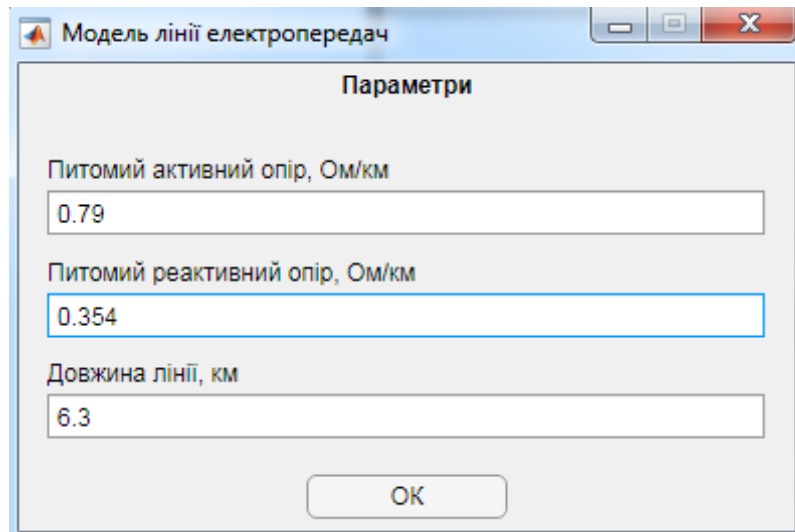 Модель лінії електропередач
Параметри
Питомий активний опір, Ом/км
0.79
Питомий реактивний опір, Ом/км
0.354
Довжина лінії, км
6.3
ОК